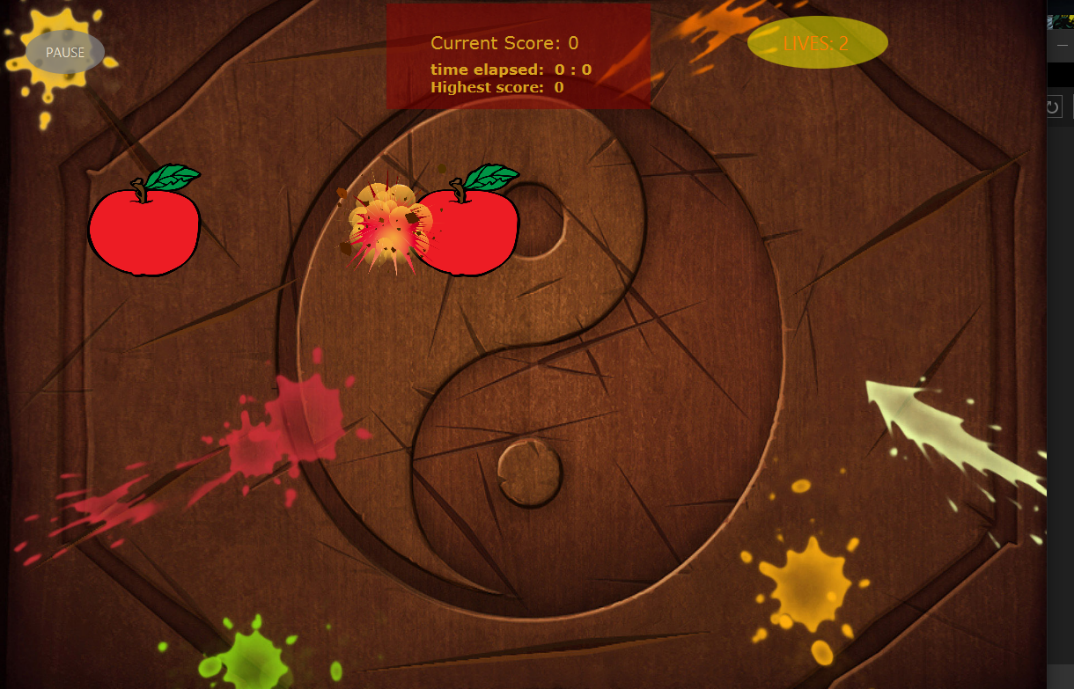 PAUSE
Current Score: 0
time elapsed: 0 : 0
Highest score: 0
LIVES: 2